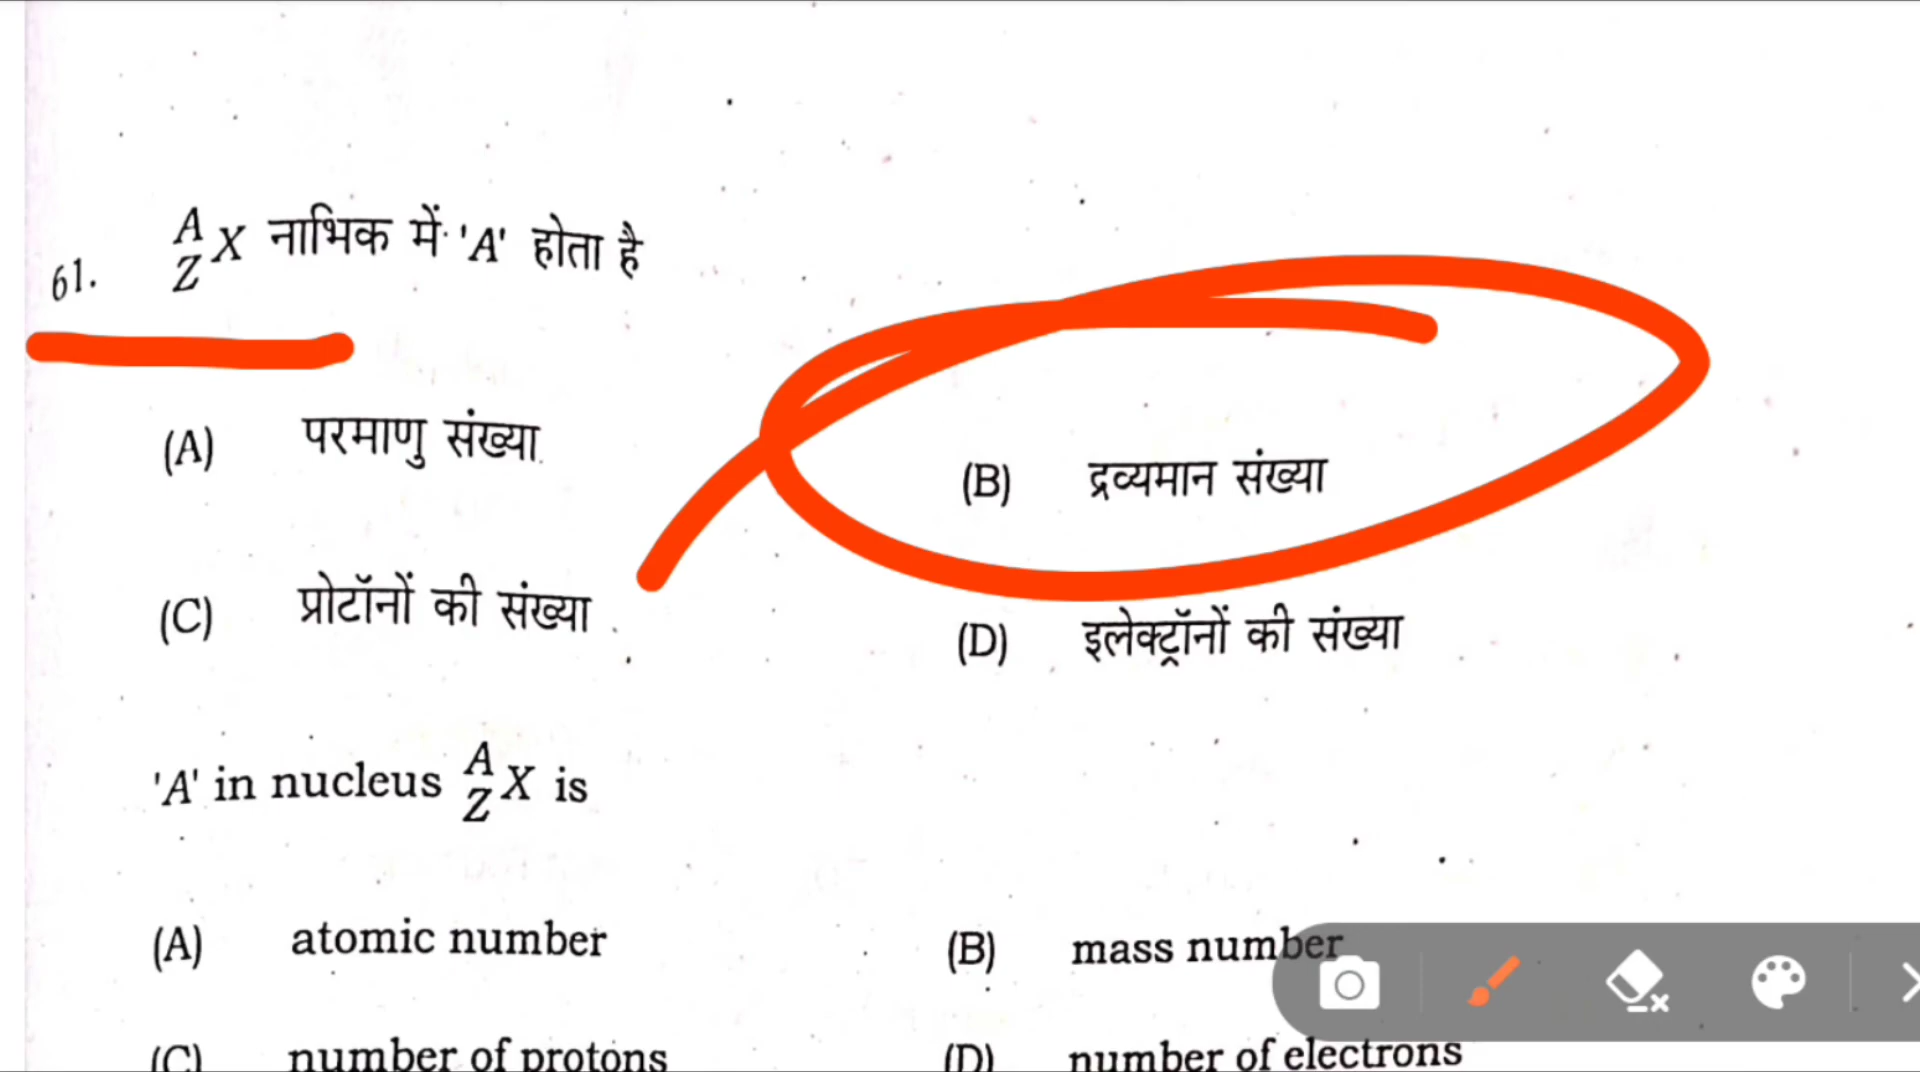 61. ᴬ_Z X नाभिक में 'A' होता है
(A) परमाणु संख्या
(B) द्रव्यमान संख्या
(C) प्रोटॉनों की संख्या
(D) इलेक्ट्रॉनों की संख्या
'A' in nucleus ᴬ_Z X is
(A) atomic number
(B) mass number
(C) number of protons
(D) number of electrons